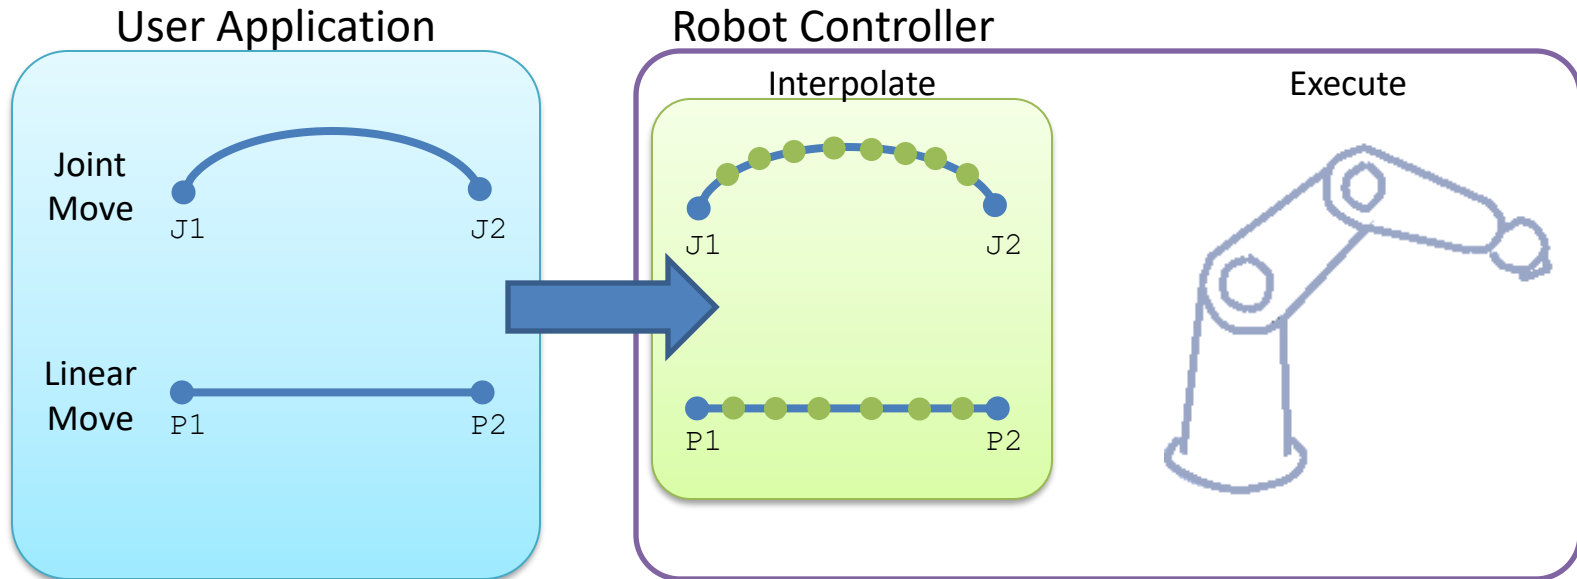 User Application
Joint
Move
J1
J2
Linear
Move
P1
P2
Robot Controller
Interpolate
J1
J2
P1
P2
Execute